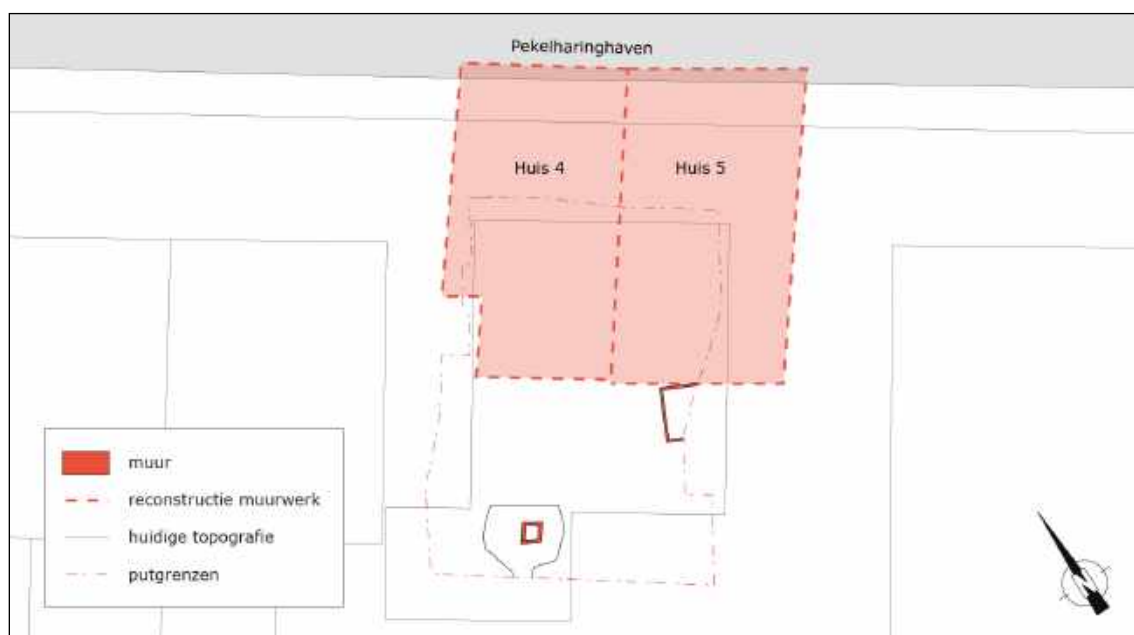 Pekelharinghaven
Huis 4
Huis 5
muur
reconstructie muurwerk
huidige topografie
putgrenzen